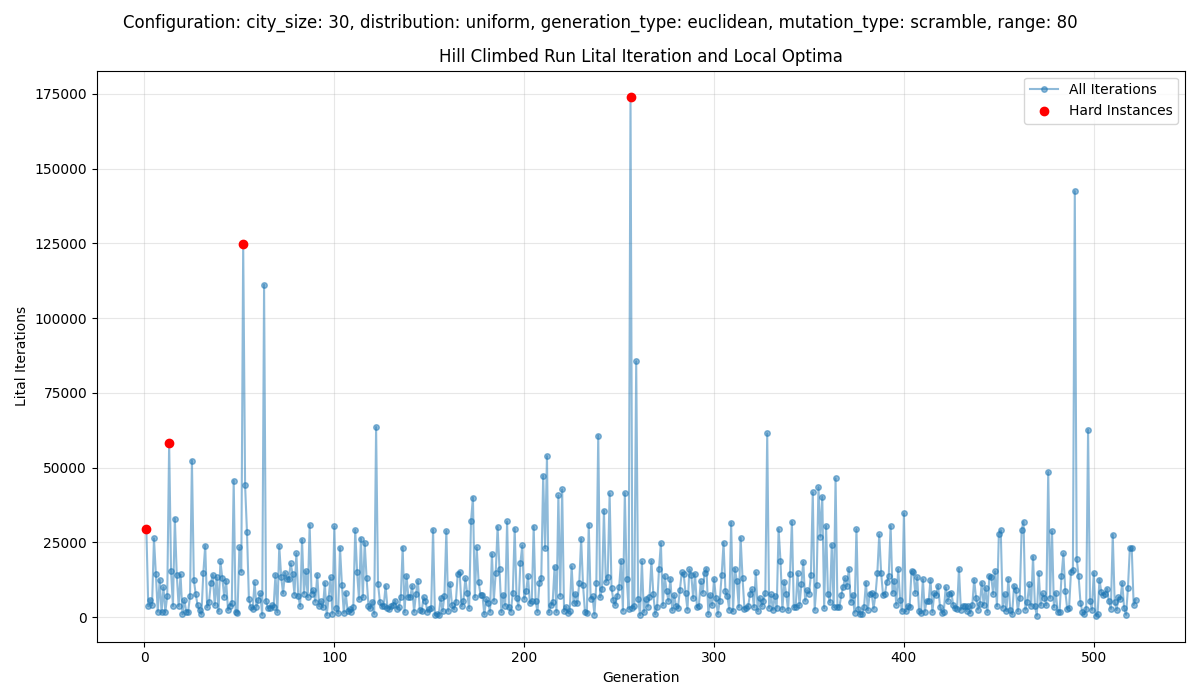 Configuration: city_size: 30, distribution: uniform, generation_type: euclidean, mutation_type: scramble, range: 80
Hill Climbed Run Lital Iteration and Local Optima
All Iterations
Hard Instances
175000
150000
125000
100000
75000
50000
25000
0
Lital Iterations
0 100 200 300 400 500
Generation